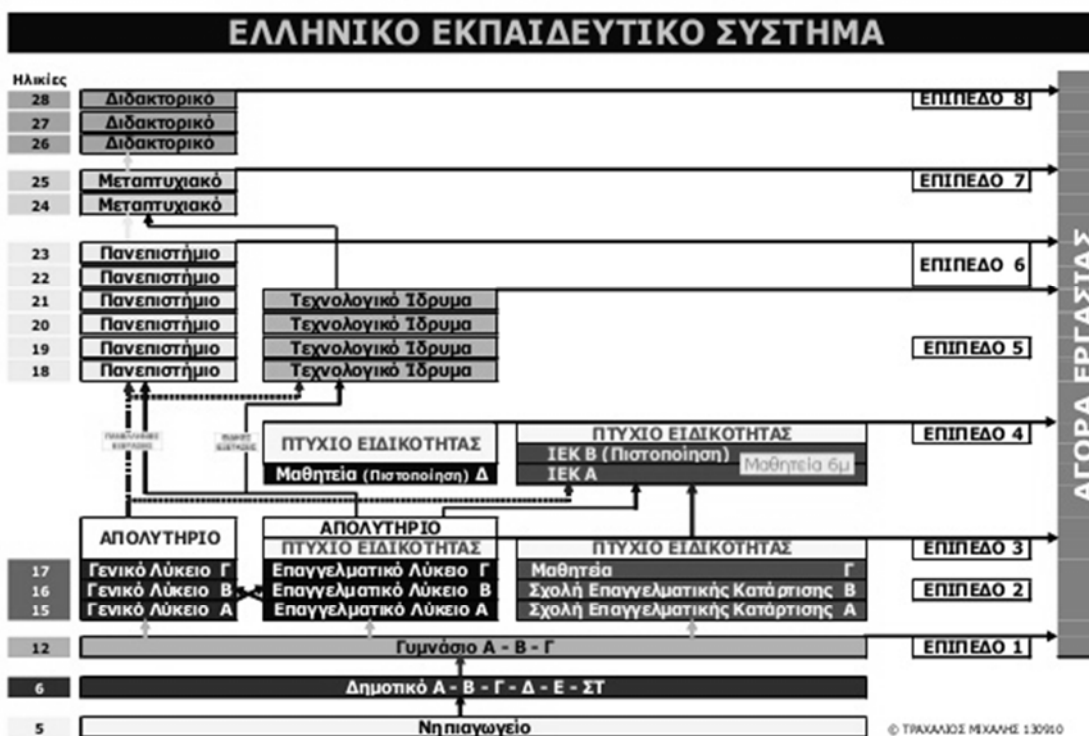 ΕΛΛΗΝΙΚΟ ΕΚΠΑΙΔΕΥΤΙΚΟ ΣΥΣΤΗΜΑ
Ηλικίες
28 Διδακτορικό ΕΠΙΠΕΔΟ 8
27 Διδακτορικό
26 Διδακτορικό
25 Μεταπτυχιακό ΕΠΙΠΕΔΟ 7
24 Μεταπτυχιακό
23 Πανεπιστήμιο
ΕΠΙΠΕΔΟ 6
22 Πανεπιστήμιο
21 Πανεπιστήμιο Τεχνολογικό Ίδρυμα
20 Πανεπιστήμιο Τεχνολογικό Ίδρυμα
19 Πανεπιστήμιο Τεχνολογικό Ίδρυμα ΕΠΙΠΕΔΟ 5
18 Πανεπιστήμιο Τεχνολογικό Ίδρυμα
ΑΓΟΡΑ ΕΡΓΑΣΙΑΣ
ΠΤΥΧΙΟ ΕΙΔΙΚΟΤΗΤΑΣ ΠΤΥΧΙΟ ΕΙΔΙΚΟΤΗΤΑΣ ΕΠΙΠΕΔΟ 4
ΙΕΚ Β (Πιστοποίηση)
Μαθητεία 6μ
Μαθητεία (Πιστοποίηση) Δ ΙΕΚ Α
ΑΠΟΛΥΤΗΡΙΟ ΑΠΟΛΥΤΗΡΙΟ
ΠΤΥΧΙΟ ΕΙΔΙΚΟΤΗΤΑΣ ΠΤΥΧΙΟ ΕΙΔΙΚΟΤΗΤΑΣ ΕΠΙΠΕΔΟ 3
17 Γενικό Λύκειο Γ Επαγγελματικό Λύκειο Γ Μαθητεία Γ
16 Γενικό Λύκειο Β Επαγγελματικό Λύκειο Β Σχολή Επαγγελματικής Κατάρτισης Β ΕΠΙΠΕΔΟ 2
15 Γενικό Λύκειο Α Επαγγελματικό Λύκειο Α Σχολή Επαγγελματικής Κατάρτισης Α
12 Γυμνάσιο Α - Β - Γ ΕΠΙΠΕΔΟ 1
6 Δημοτικό Α - Β - Γ - Δ - Ε - ΣΤ
5 Νηπιαγωγείο
© ΤΡΑΧΑΛΙΟΣ ΜΙΧΑΛΗΣ 130910